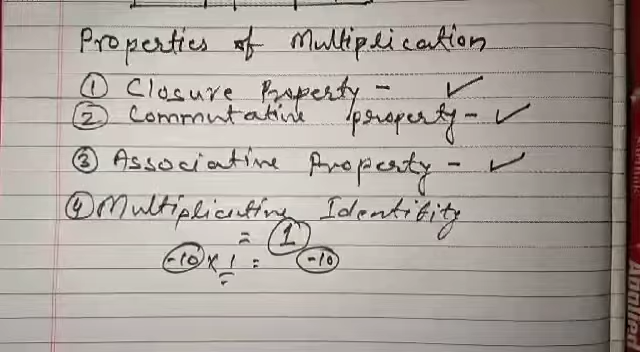 Properties of Multiplication
① Closure Property - ✓
② Commutative property - ✓
③ Associative Property - ✓
④ Multiplicative Identity
= 1
-10 × 1 = -10
Applied